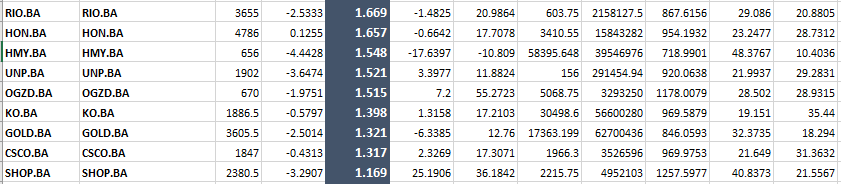 RIO.BA RIO.BA 3655 -2.5333 1.669 -1.4825 20.9864 603.75 2158127.5 867.6156 29.086 20.8805
HON.BA HON.BA 4786 0.1255 1.657 -0.6642 17.7078 3410.55 15843282 954.1932 23.2477 28.7312
HMY.BA HMY.BA 656 -4.4428 1.548 -17.6397 -10.809 58395.648 39546976 718.9901 48.3767 10.4036
UNP.BA UNP.BA 1902 -3.6474 1.521 3.3977 11.8824 156 291454.94 920.0638 21.9937 29.2831
OGZD.BA OGZD.BA 670 -1.9751 1.515 7.2 55.2723 5068.75 3293250 1178.0079 28.502 28.9315
KO.BA KO.BA 1886.5 -0.5797 1.398 1.3158 17.2103 30498.6 56600280 969.5879 19.151 35.44
GOLD.BA GOLD.BA 3605.5 -2.5014 1.321 -6.3385 12.76 17363.199 62700436 846.0593 32.3735 18.294
CSCO.BA CSCO.BA 1847 -0.4313 1.317 2.3269 17.3071 1966.3 3526596 969.9753 21.649 31.3632
SHOP.BA SHOP.BA 2380.5 -3.2907 1.169 25.1906 36.1842 2215.75 4952103 1257.5977 40.8373 21.5567